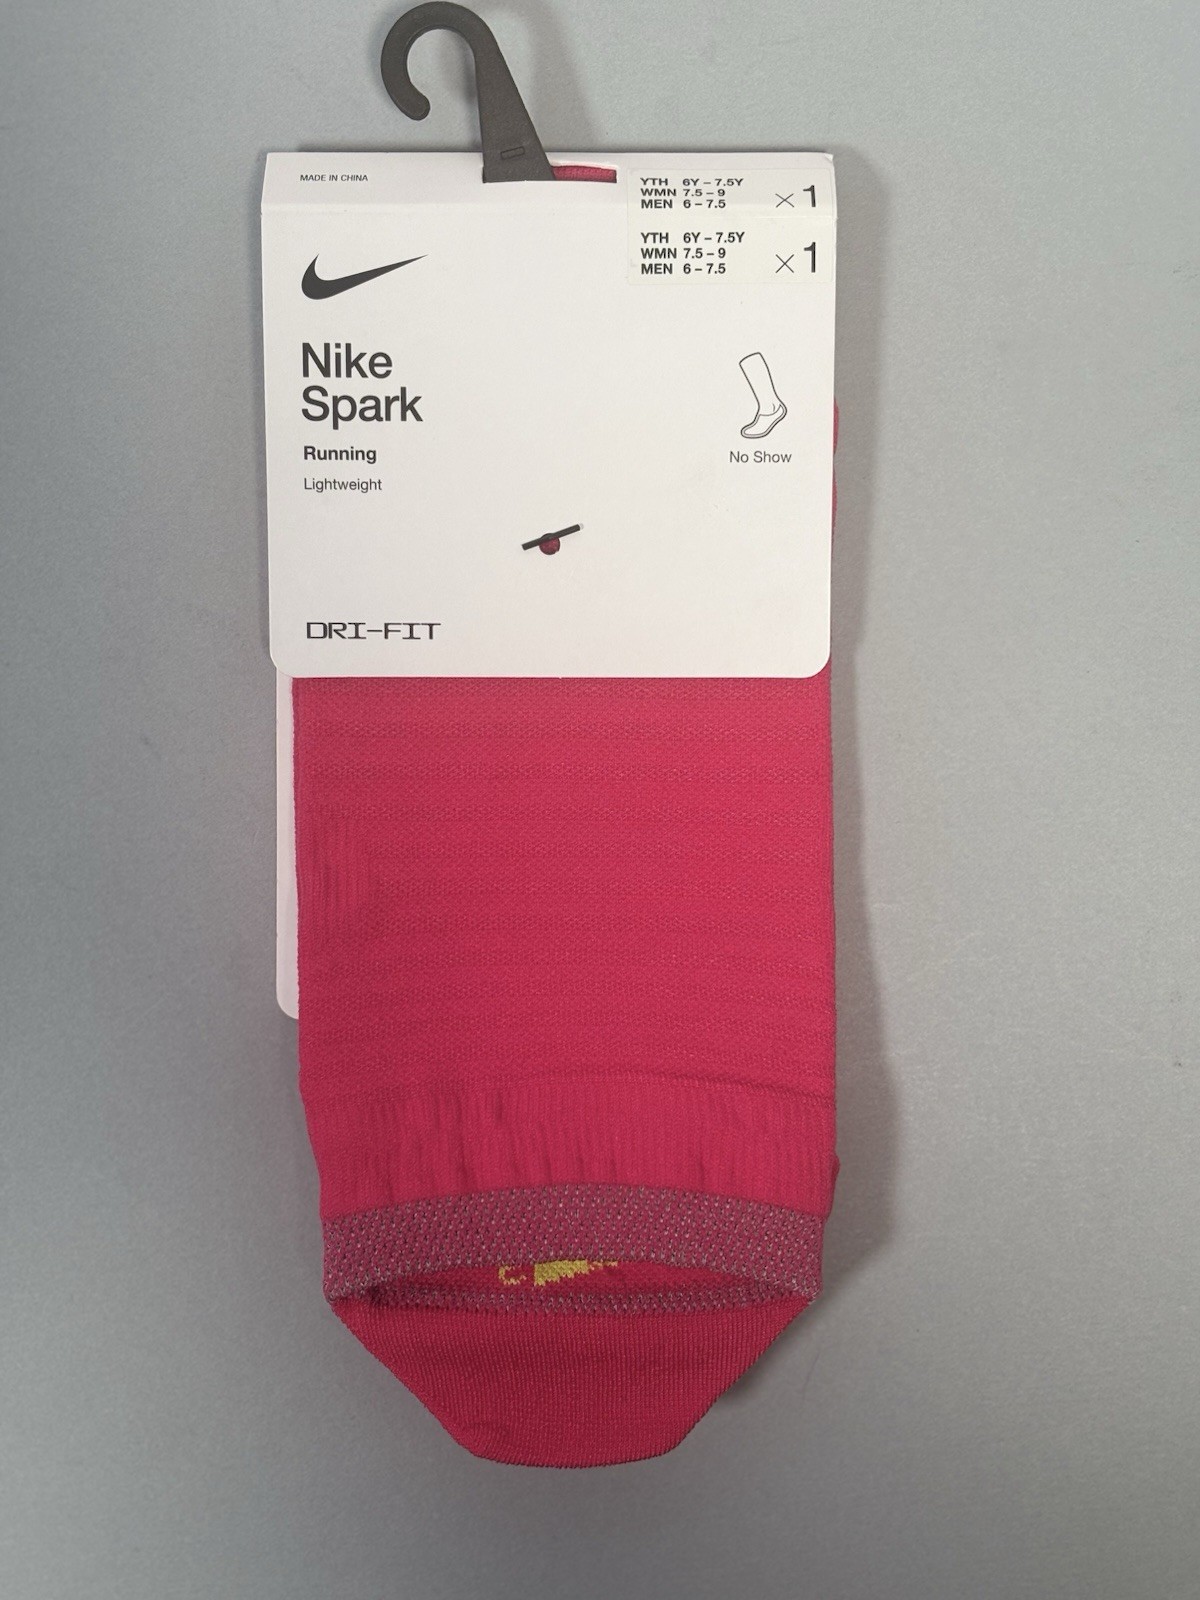 MADE IN CHINA
YTH 6Y – 7.5Y
WMN 7.5 – 9
MEN 6 – 7.5
× 1
YTH 6Y – 7.5Y
WMN 7.5 – 9
MEN 6 – 7.5
× 1
Nike
Spark
Running
Lightweight
No Show
DRI-FIT